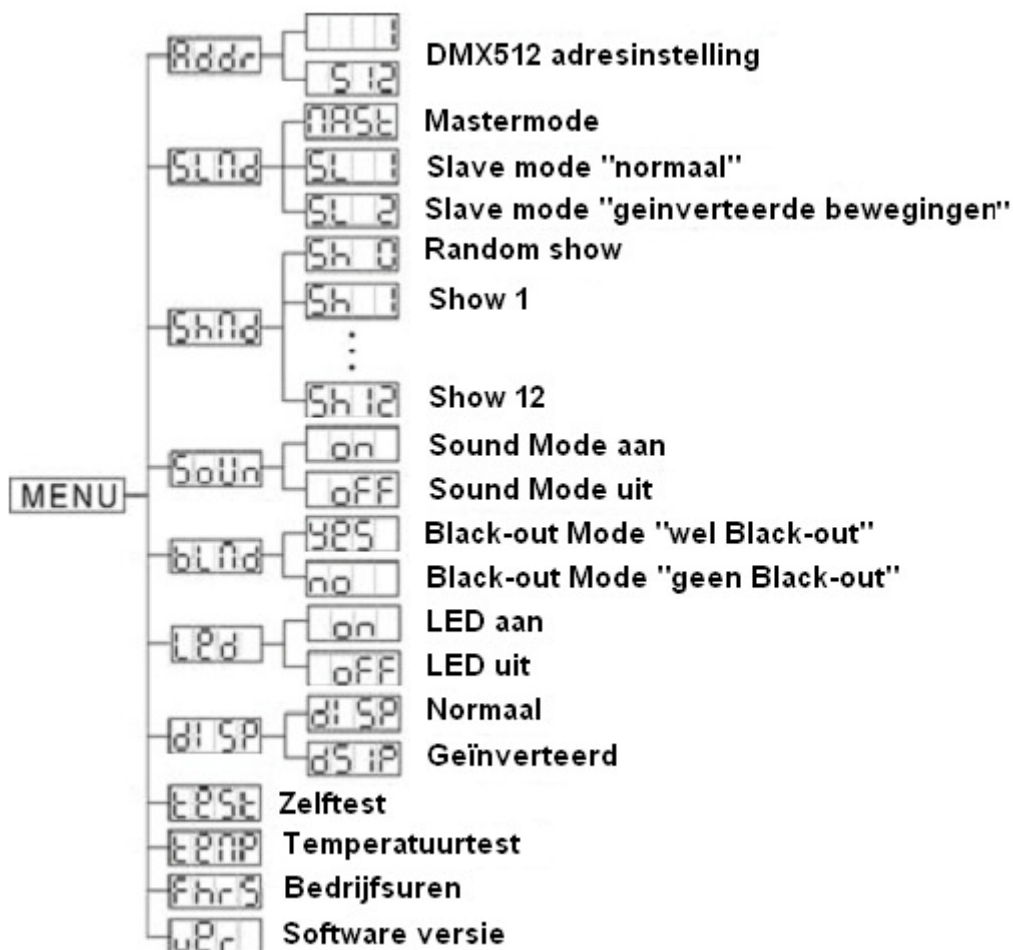 1
Addr
DMX512 adresinstelling
512
MASt
Mastermode
SLMd
SL 1
Slave mode "normaal"
SL 2
Slave mode "geinverteerde bewegingen"
Sh 0
Random show
Sh 1
Show 1
ShMd
Sh 12
Show 12
on
Sound Mode aan
SoUn
oFF
Sound Mode uit
MENU
yes
Black-out Mode "wel Black-out"
bLMd
no
Black-out Mode "geen Black-out"
on
LED aan
Led
oFF
LED uit
dISP
Normaal
dISP
dSiP
Geïnverteerd
teSt
Zelftest
teMP
Temperatuurtest
FhrS
Bedrijfsuren
ver
Software versie